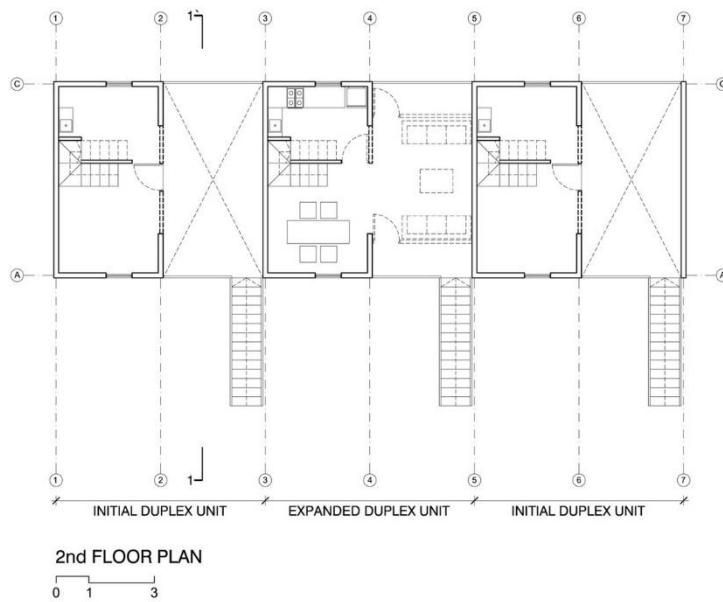 1 2 1` 3 4 5 6 7
C C
A A
1 2 1 3 4 5 6 7
INITIAL DUPLEX UNIT EXPANDED DUPLEX UNIT INITIAL DUPLEX UNIT
2nd FLOOR PLAN
0 1 3